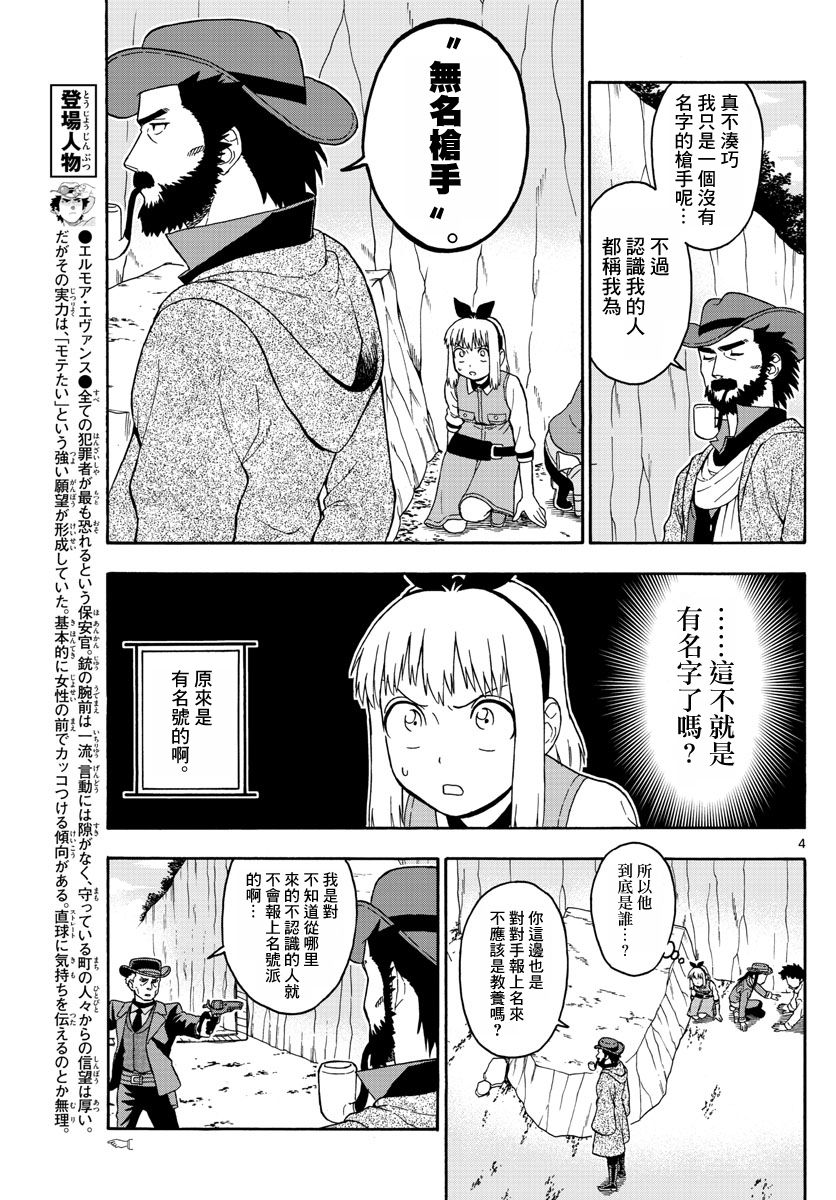 真不湊巧
我只是一個沒有
名字的槍手呢…
不過
認識我的人
都稱我為
“無名槍手”。
……這不就是
有名字了嗎？
原來是
有名號的啊。
4
所以他
到底是誰…？
你這邊也是
對對手報上名來
不應該是教養嗎？
我是對
不知道從哪里
來的不認識的人就
不會報上名號派
的啊…
登場人物
とうじょうじんぶつ
●エルモア・エヴァンス●全ての犯罪者が最も恐れるという保安官。銃の腕前は一流、言動には隙がなく、守っている町の人々からの信望は厚い。
だがその実力は、「モテたい」という強い願望が形成していた。基本的に女性の前でカッコつける傾向がある。直球に気持ちを伝えるのとか無理。